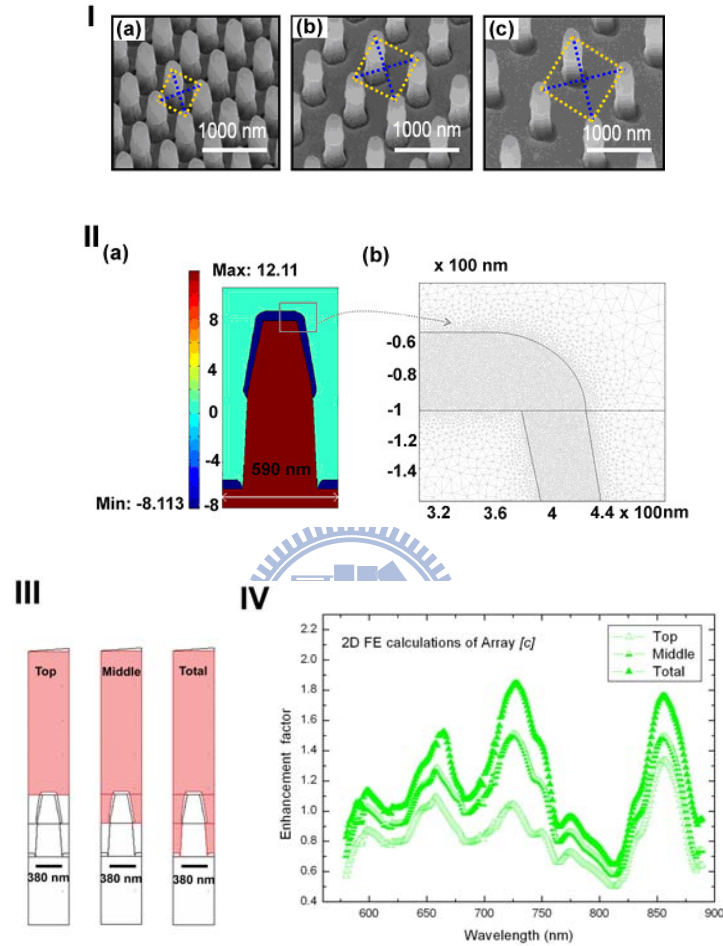 I
(a)
(b)
(c)
1000 nm
1000 nm
1000 nm
II
(a)
(b)
Max: 12.11
x 100 nm
8
4
0
-4
-8
Min: -8.113
590 nm
-0.6
-0.8
-1
-1.2
-1.4
3.2 3.6 4 4.4 x 100nm
III
IV
Top
Middle
Total
380 nm
380 nm
380 nm
2D FE calculations of Array [c]
Top
Middle
Total
Enhancement factor
2.2
2.0
1.8
1.6
1.4
1.2
1.0
0.8
0.6
0.4
600 650 700 750 800 850 900
Wavelength (nm)